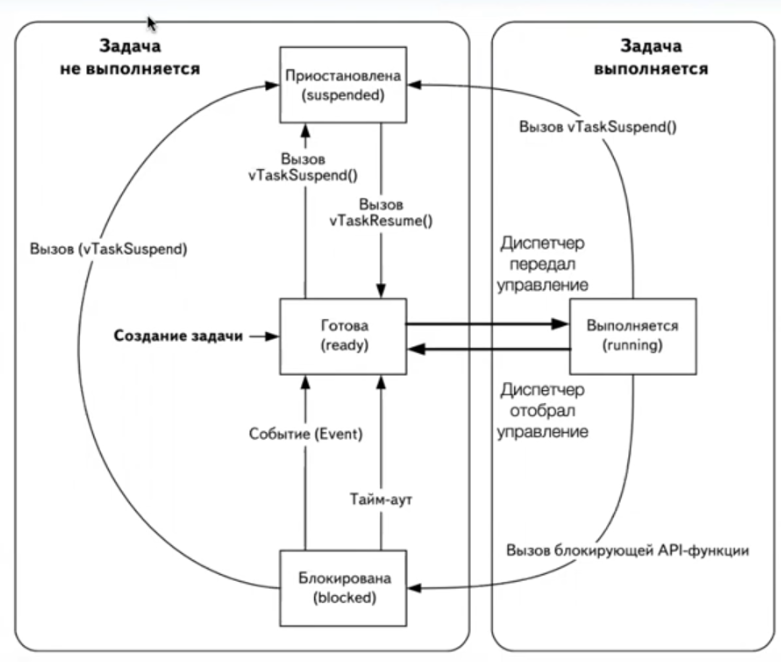 Задача
не выполняется
Задача
выполняется
Приостановлена
(suspended)
Вызов vTaskSuspend()
Вызов
vTaskSuspend()
Вызов
vTaskResume()
Вызов (vTaskSuspend)
Диспетчер
передал
управление
Создание задачи
Готова
(ready)
Выполняется
(running)
Диспетчер
отобрал
управление
Событие (Event)
Тайм-аут
Вызов блокирующей API-функции
Блокирована
(blocked)